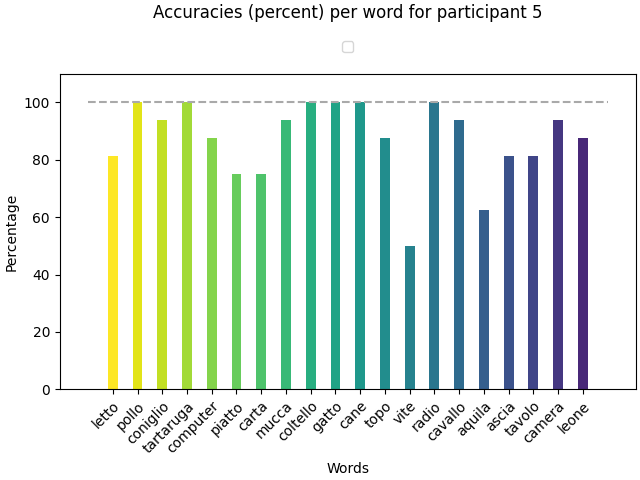 Accuracies (percent) per word for participant 5
100
80
60
40
20
0
Percentage
letto
pollo
coniglio
tartaruga
computer
piatto
carta
mucca
coltello
gatto
cane
topo
vite
radio
cavallo
aquila
ascia
tavolo
camera
leone
Words